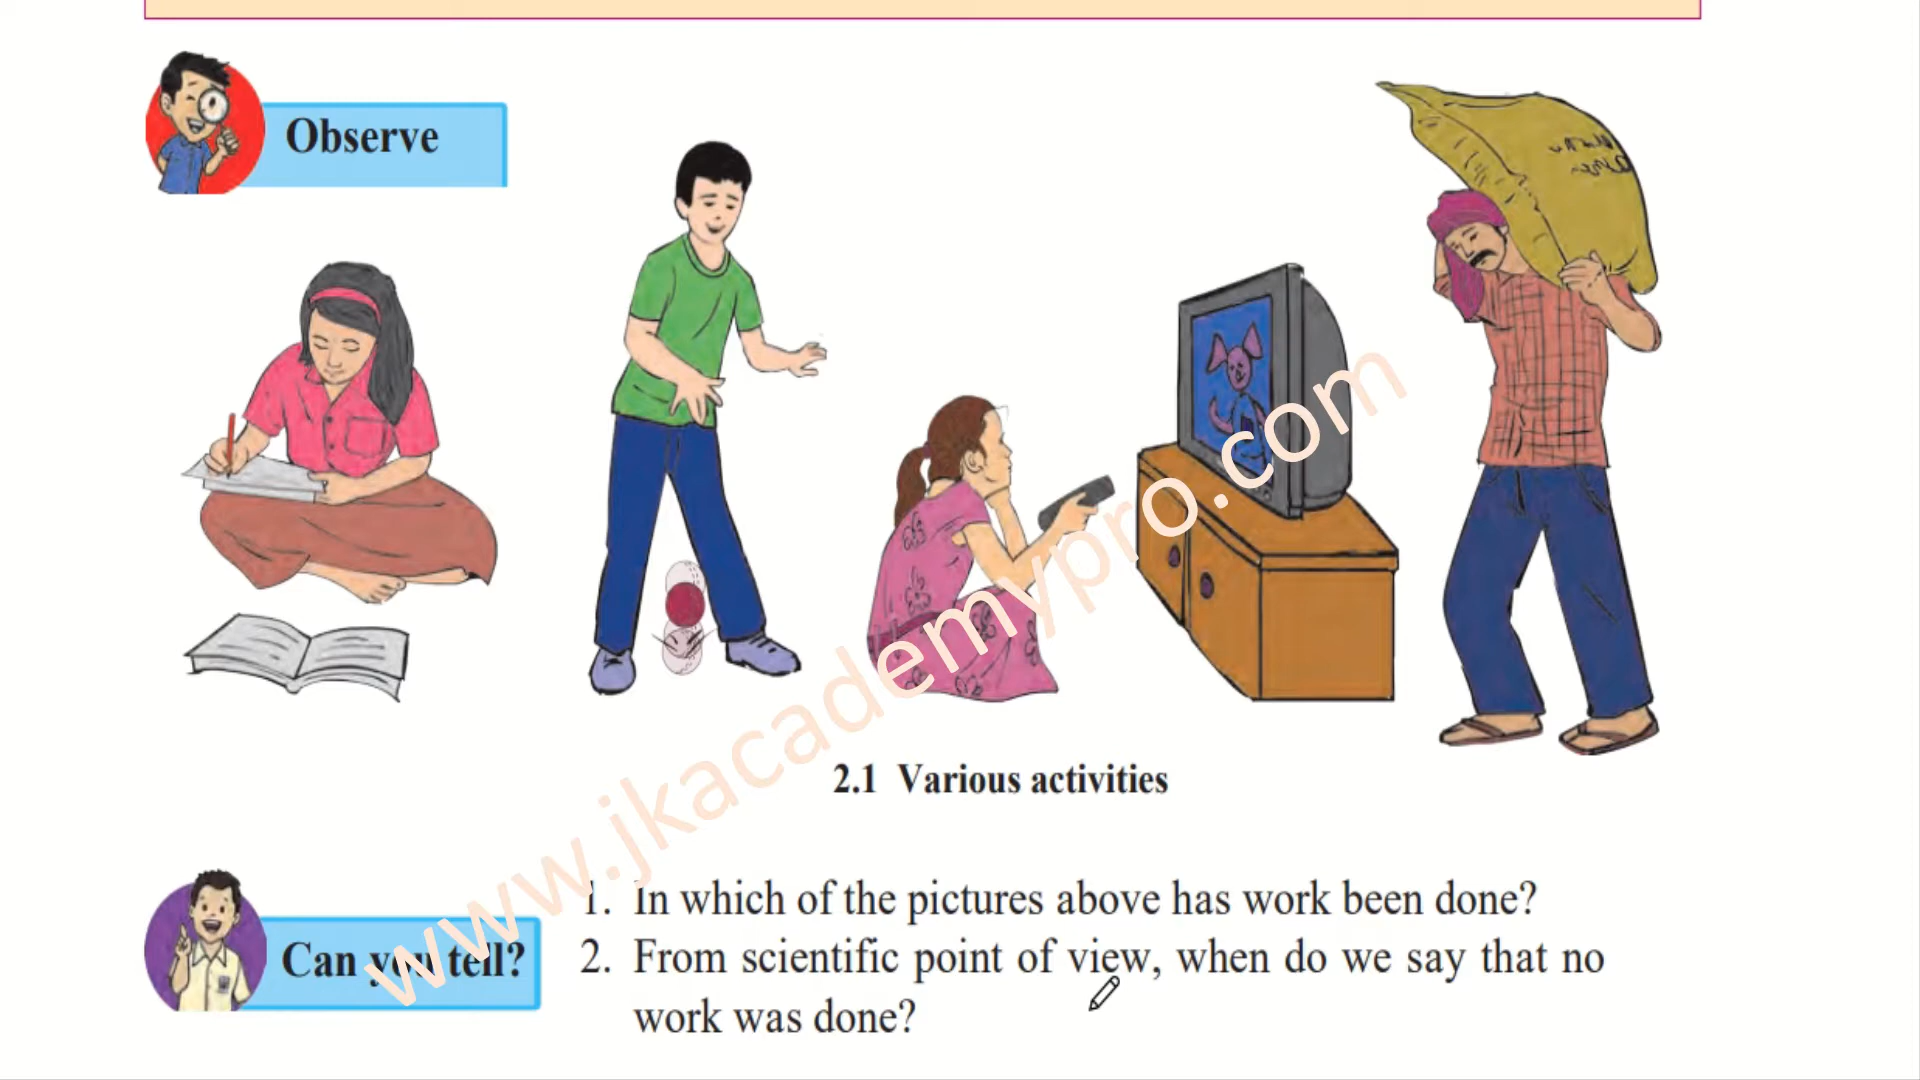 Observe
2.1 Various activities
Can you tell?
1. In which of the pictures above has work been done?
2. From scientific point of view, when do we say that no
work was done?
www.jkacademypro.com